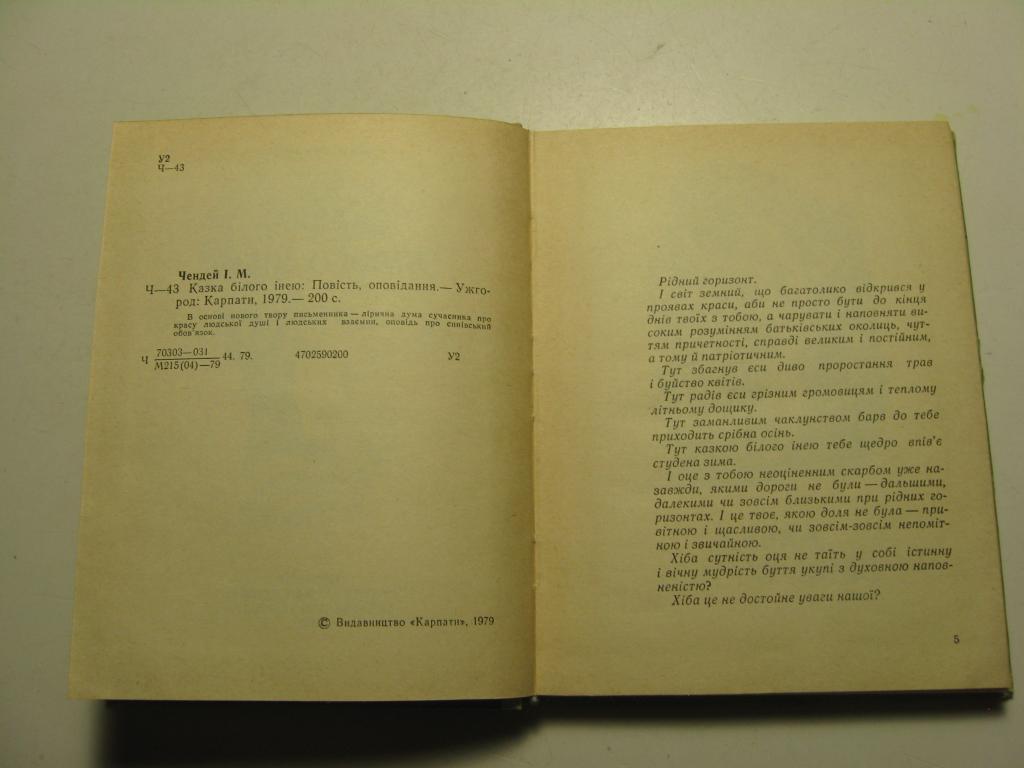 У2
Ч—43
Чендей І. М.
Ч—43 Казка білого інею: Повість, оповідання.— Ужго-
род: Карпати, 1979.— 200 с.
В основі нового твору письменника — лірична дума сучасника про
красу людської душі і людських взаємин, оповідь про синівський
обов'язок.
Ч 70303—031 44. 79. 4702590200 У2
М215(04)—79
© Видавництво «Карпати», 1979
Рідний горизонт.
І світ земний, що багатолико відкрився у
проявах краси, аби не просто бути до кінця
днів твоїх з тобою, а чарувати і наповняти ви-
соким розумінням батьківських околиць, чут-
тям причетності, справді великим і постійним,
а тому й патріотичним.
Тут збагнув єси диво проростання трав
і буйство квітів.
Тут радів єси грізним громовицям і теплому
літньому дощику.
Тут заманливим чаклунством барв до тебе
приходить срібна осінь.
Тут казкою білого інею тебе щедро впів'є
студена зима.
І оце з тобою неоціненним скарбом уже на-
завжди, якими дороги не були — дальшими,
далекими чи зовсім близькими при рідних го-
ризонтах. І це твоє, якою доля не була — при-
вітною і щасливою, чи зовсім-зовсім непоміт-
ною і звичайною.
Хіба сутність оця не таїть у собі істинну
і вічну мудрість буття укупі з духовною напов-
неністю?
Хіба це не достойне уваги нашої?
5